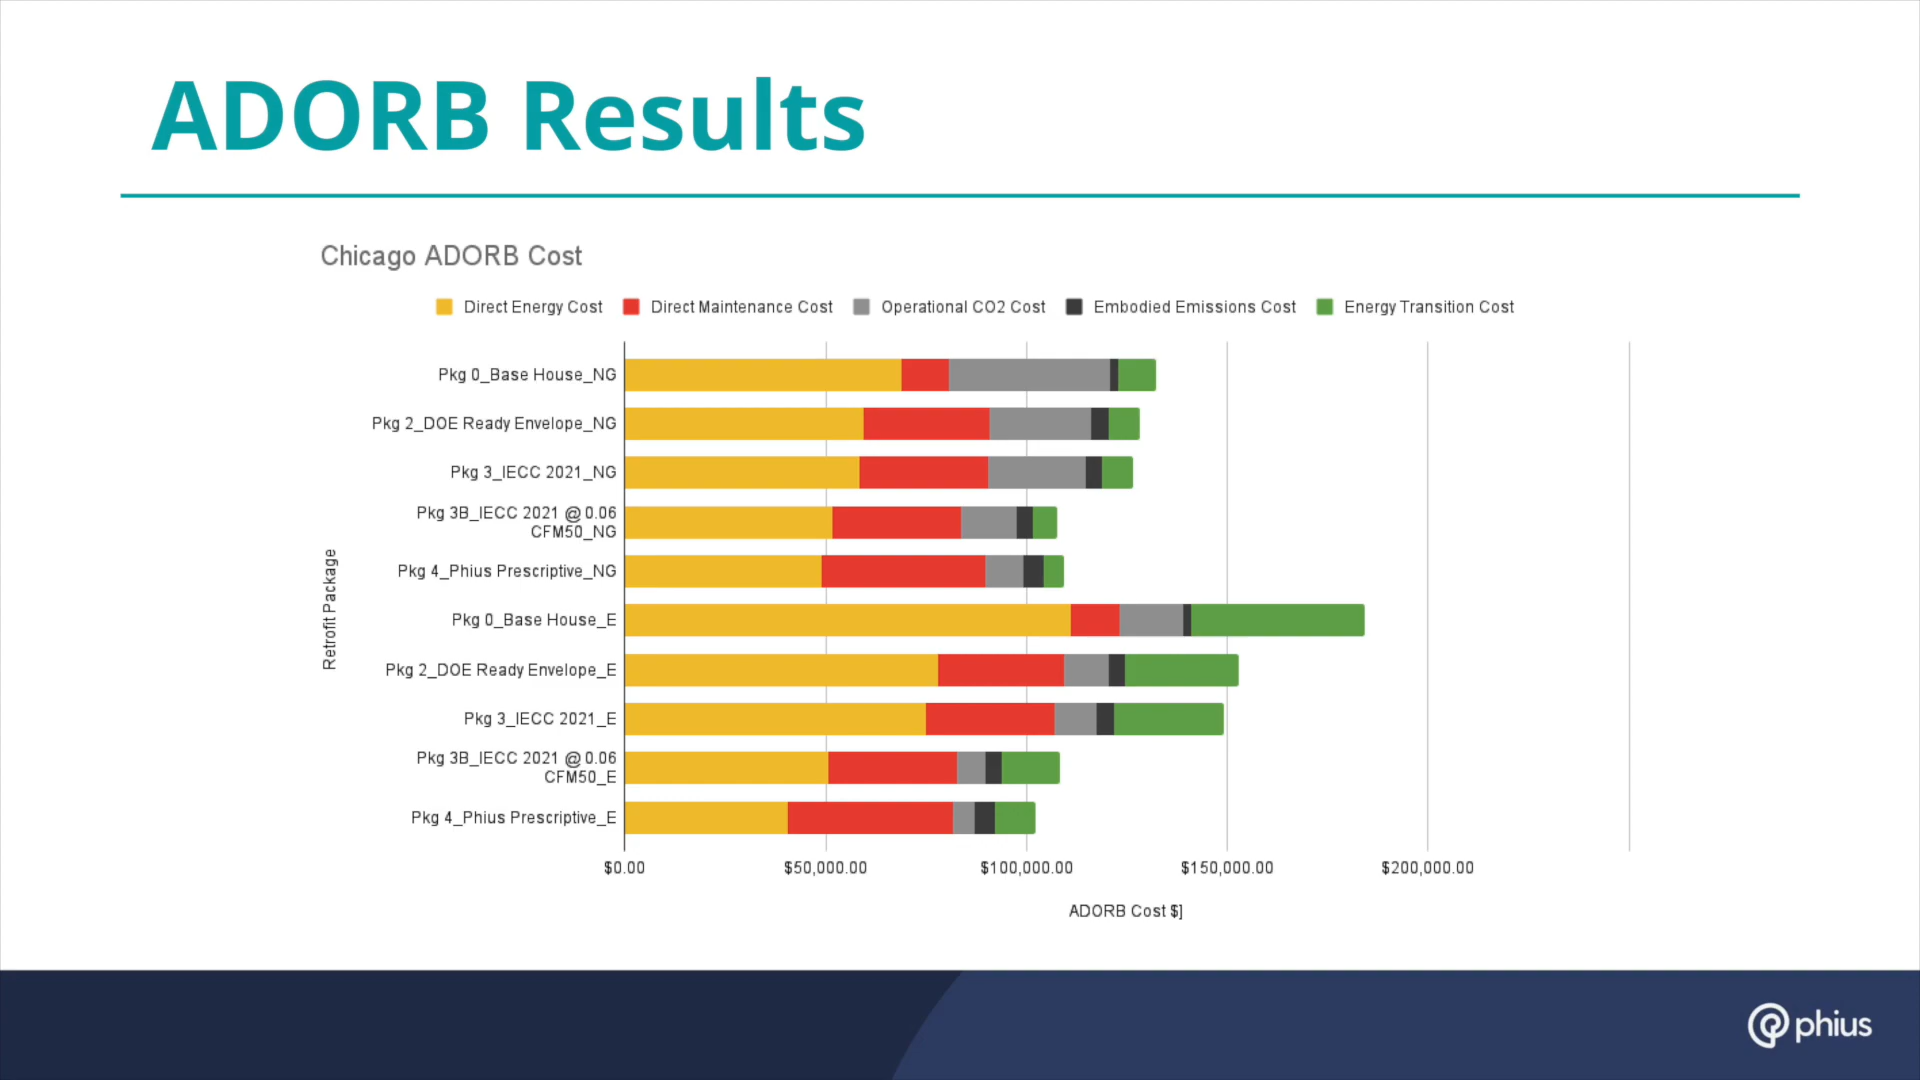 ADORB Results
Chicago ADORB Cost
Direct Energy Cost Direct Maintenance Cost Operational CO2 Cost Embodied Emissions Cost Energy Transition Cost
Retrofit Package
Pkg 0_Base House_NG
Pkg 2_DOE Ready Envelope_NG
Pkg 3_IECC 2021_NG
Pkg 3B_IECC 2021 @ 0.06
CFM50_NG
Pkg 4_Phius Prescriptive_NG
Pkg 0_Base House_E
Pkg 2_DOE Ready Envelope_E
Pkg 3_IECC 2021_E
Pkg 3B_IECC 2021 @ 0.06
CFM50_E
Pkg 4_Phius Prescriptive_E
$0.00 $50,000.00 $100,000.00 $150,000.00 $200,000.00
ADORB Cost $]
phius